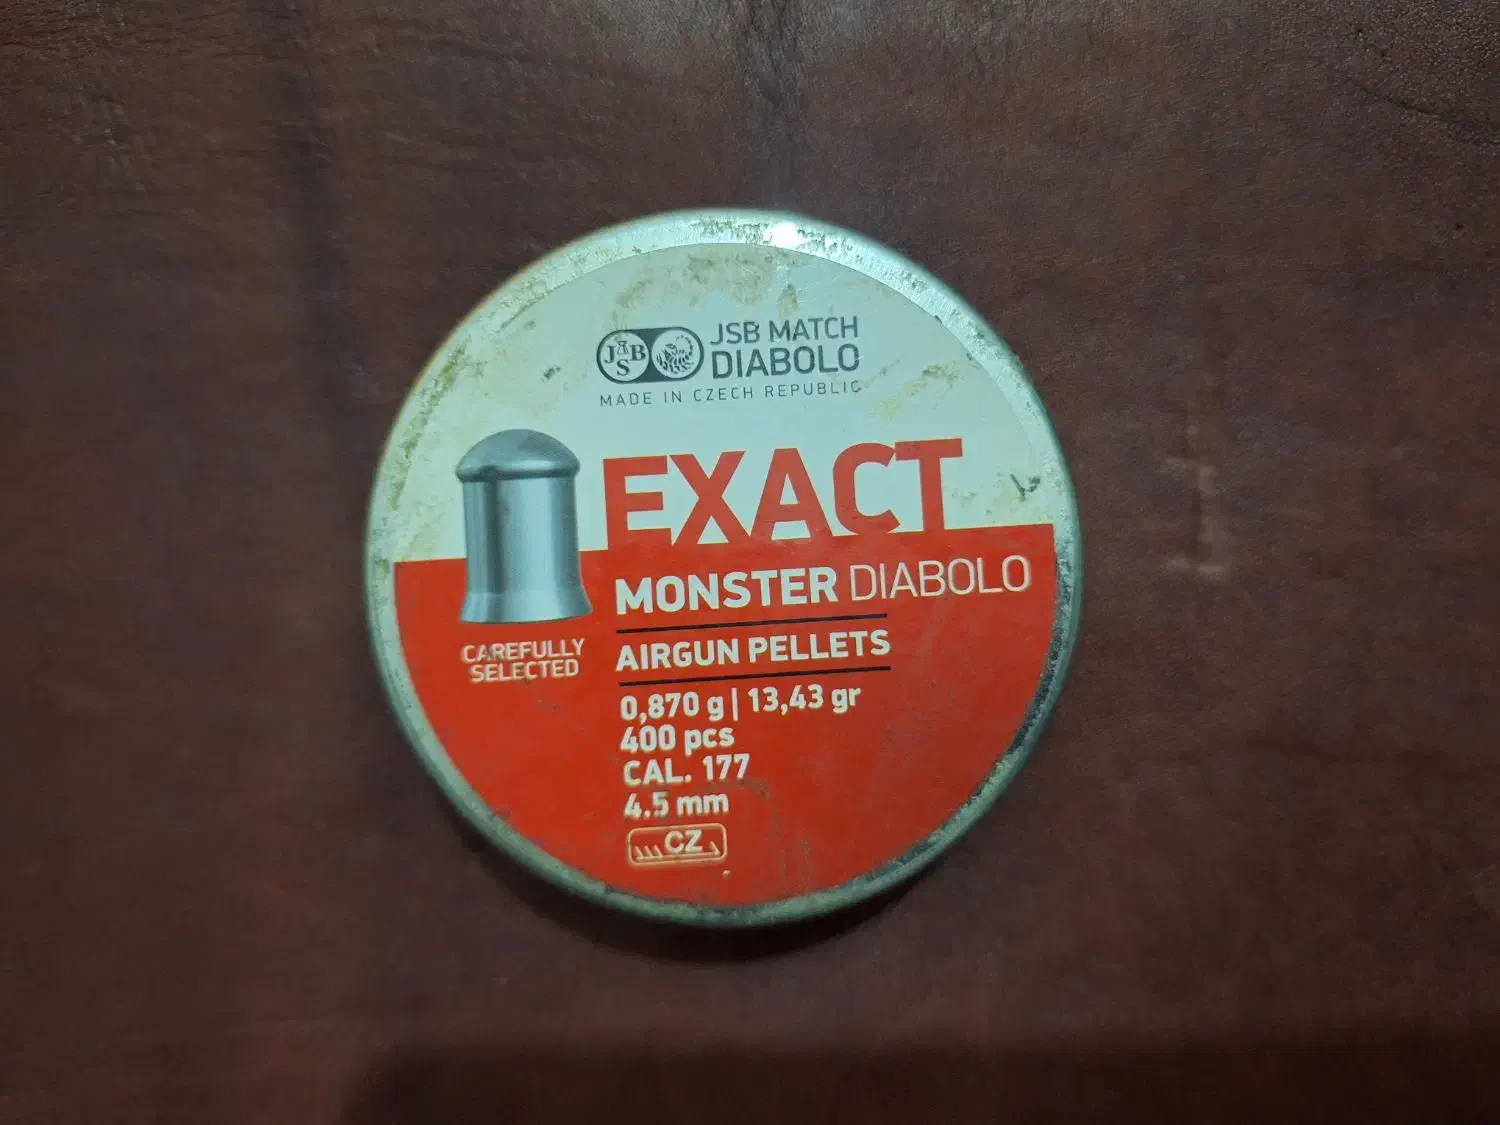 JSB
JSB MATCH
DIABOLO
MADE IN CZECH REPUBLIC
EXACT
MONSTER DIABOLO
CAREFULLY
SELECTED
AIRGUN PELLETS
0,870 g | 13,43 gr
400 pcs
CAL. 177
4.5 mm
CZ